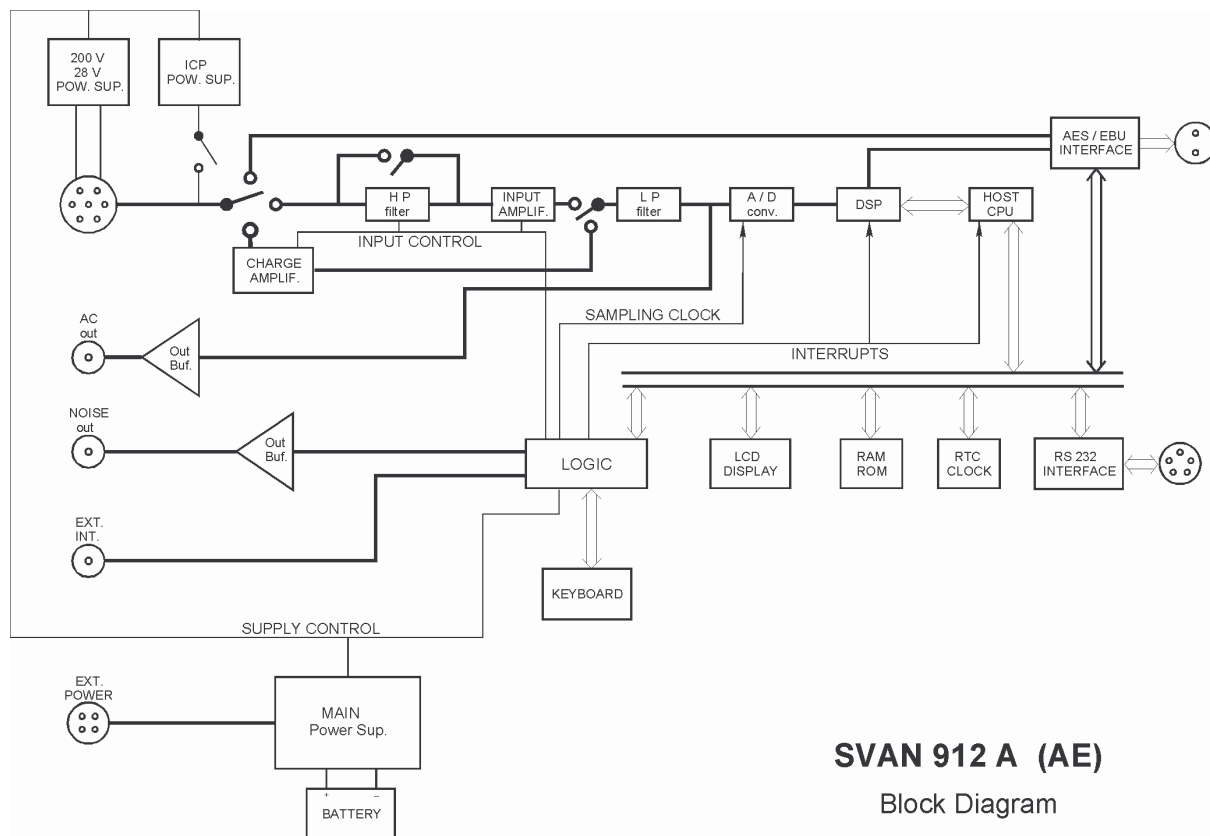 200 V
28 V
POW. SUP.
ICP
POW. SUP.
AES / EBU
INTERFACE
H P
filter
INPUT
AMPLIF.
L P
filter
A / D
conv.
DSP
HOST
CPU
INPUT CONTROL
CHARGE
AMPLIF.
SAMPLING CLOCK
AC
out
Out
Buf.
INTERRUPTS
NOISE
out
Out
Buf.
LOGIC
LCD
DISPLAY
RAM
ROM
RTC
CLOCK
RS 232
INTERFACE
EXT.
INT.
KEYBOARD
SUPPLY CONTROL
EXT.
POWER
MAIN
Power Sup.
+ –
BATTERY
SVAN 912 A (AE)
Block Diagram